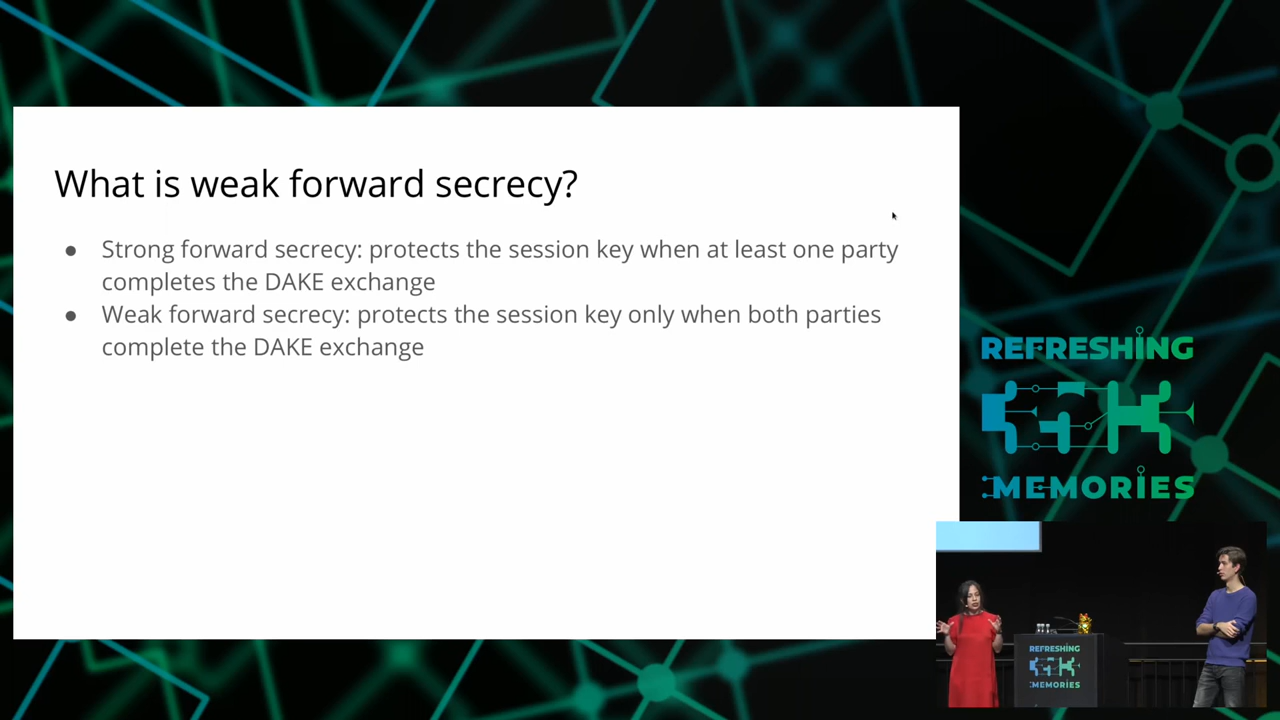 What is weak forward secrecy?
● Strong forward secrecy: protects the session key when at least one party
completes the DAKE exchange
● Weak forward secrecy: protects the session key only when both parties
complete the DAKE exchange
REFRESHING
MEMORIES
REFRESHING
MEMORIES